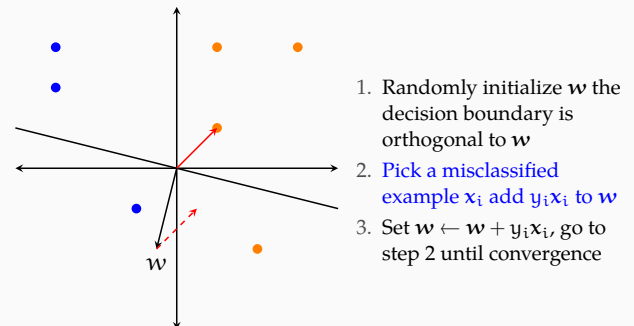 1. Randomly initialize w the
decision boundary is
orthogonal to w
2. Pick a misclassified
example xᵢ add yᵢxᵢ to w
3. Set w ← w + yᵢxᵢ, go to
step 2 until convergence
w